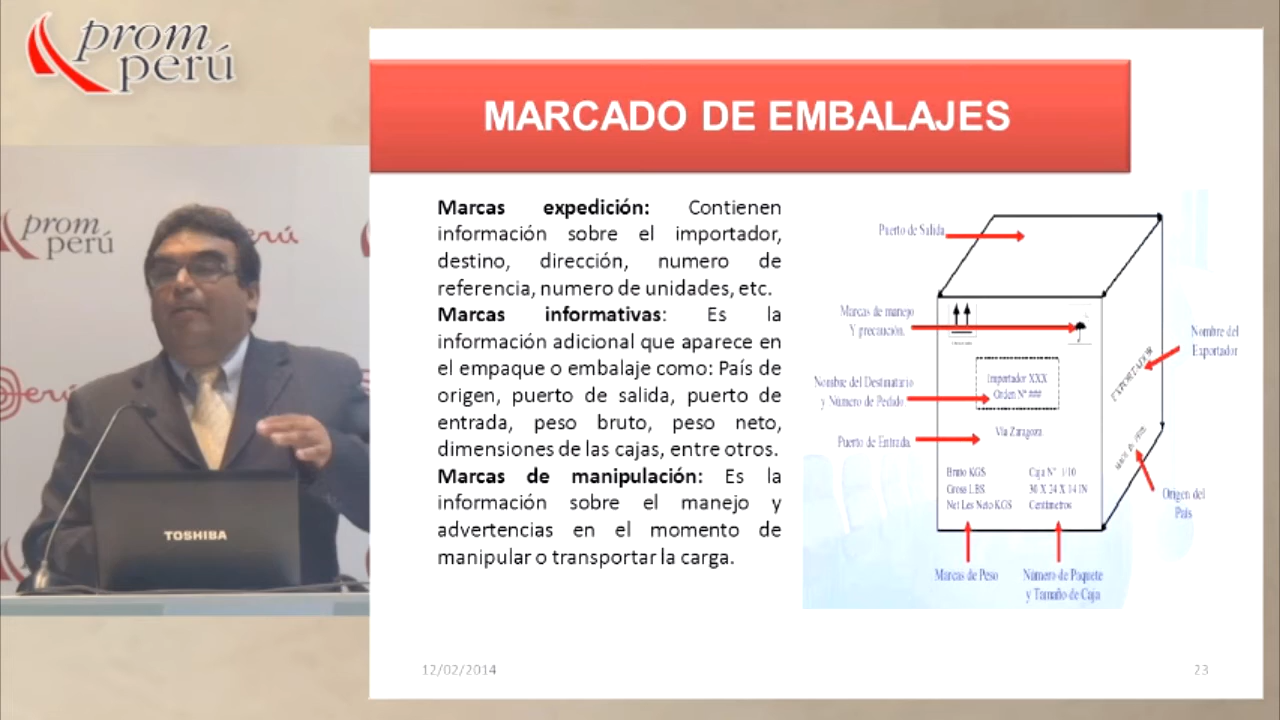 prom
perú
MARCADO DE EMBALAJES
prom
perú
erú
Perú
TOSHIBA
Marcas expedición: Contienen
información sobre el importador,
destino, dirección, numero de
referencia, numero de unidades, etc.
Marcas informativas: Es la
información adicional que aparece en
el empaque o embalaje como: País de
origen, puerto de salida, puerto de
entrada, peso bruto, peso neto,
dimensiones de las cajas, entre otros.
Marcas de manipulación: Es la
información sobre el manejo y
advertencias en el momento de
manipular o transportar la carga.
Puerto de Salida
Marcas de manejo
Y precaución.
Nombre del Destinatario
y Número de Pedido.
Puerto de Entrada.
Importador XXX
Orden Nº ###
Vía Zaragoza
Bruto KGS
Gross LBS
Net Les Neto KGS
Caja Nº 1/10
30 X 24 X 14 IN
Centímetros
EXPORTADOR
Nombre del
Exportador
Origen del
País
Marcas de Peso
Número de Paquete
y Tamaño de Caja
12/02/2014
23